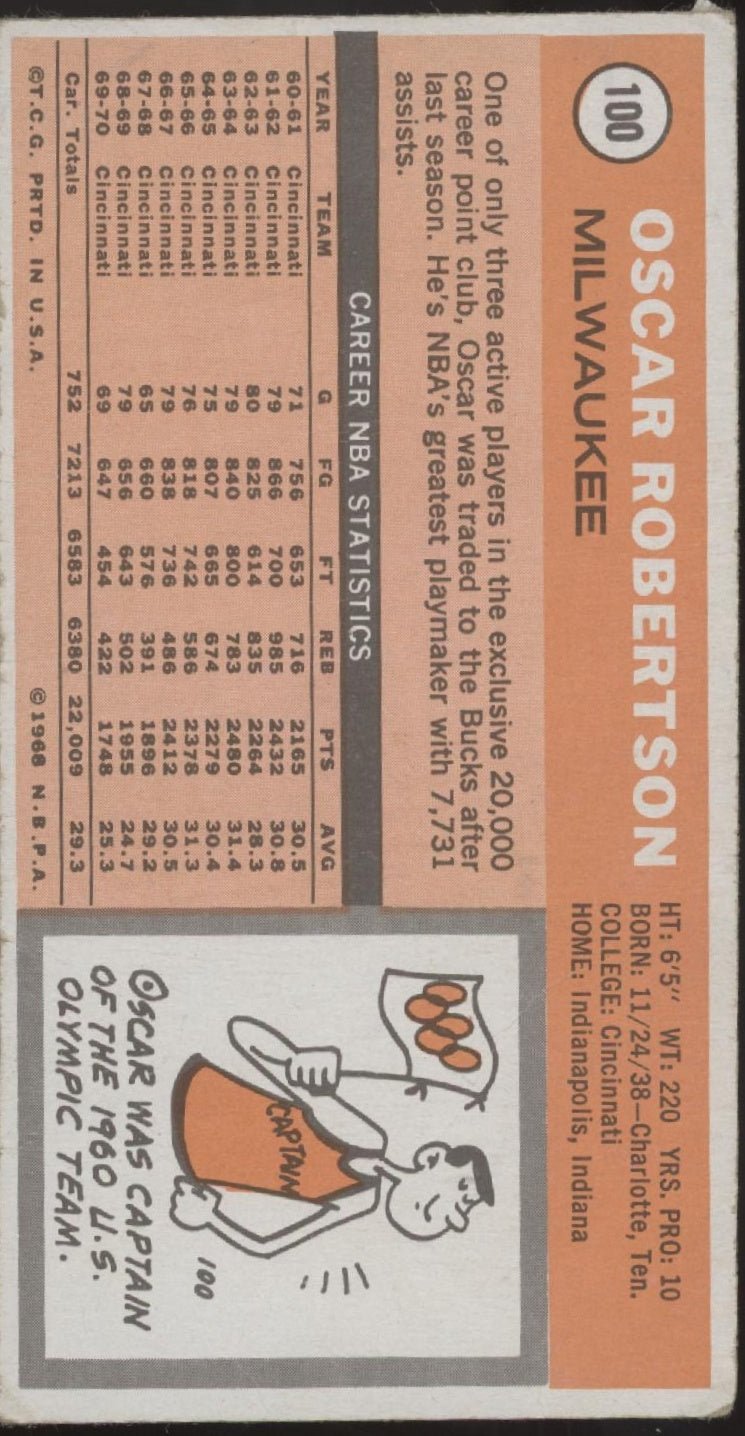 100
OSCAR ROBERTSON
MILWAUKEE
HT: 6'5" WT: 220 YRS. PRO: 10
BORN: 11/24/38—Charlotte, Ten.
COLLEGE: Cincinnati
HOME: Indianapolis, Indiana
One of only three active players in the exclusive 20,000
career point club, Oscar was traded to the Bucks after
last season. He's NBA's greatest playmaker with 7,731
assists.
CAREER NBA STATISTICS
YEAR TEAM G FG FT REB PTS AVG
60-61 Cincinnati 71 756 653 716 2165 30.5
61-62 Cincinnati 79 866 700 985 2432 30.8
62-63 Cincinnati 80 825 614 835 2264 28.3
63-64 Cincinnati 79 840 800 783 2480 31.4
64-65 Cincinnati 75 807 665 674 2279 30.4
65-66 Cincinnati 76 818 742 586 2378 31.3
66-67 Cincinnati 79 838 736 486 2412 30.5
67-68 Cincinnati 65 660 576 391 1896 29.2
68-69 Cincinnati 79 656 643 502 1955 24.7
69-70 Cincinnati 69 647 454 422 1748 25.3
Car. Totals 752 7213 6583 6380 22,009 29.3
©T.C.G. PRTD. IN U.S.A. ©1968 N.B.P.A.
CAPTAIN
100
OSCAR WAS CAPTAIN
OF THE 1960 U.S.
OLYMPIC TEAM.